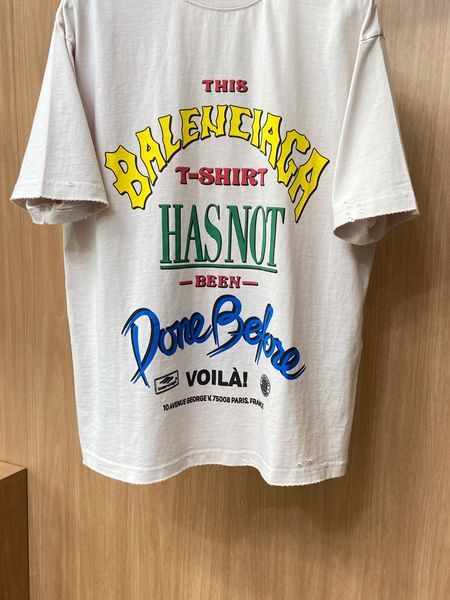 THIS
BALENCIAGA
T-SHIRT
HAS NOT
—BEEN—
Done Before
VOILÀ!
10 AVENUE GEORGE V. 75008 PARIS. FRANCE